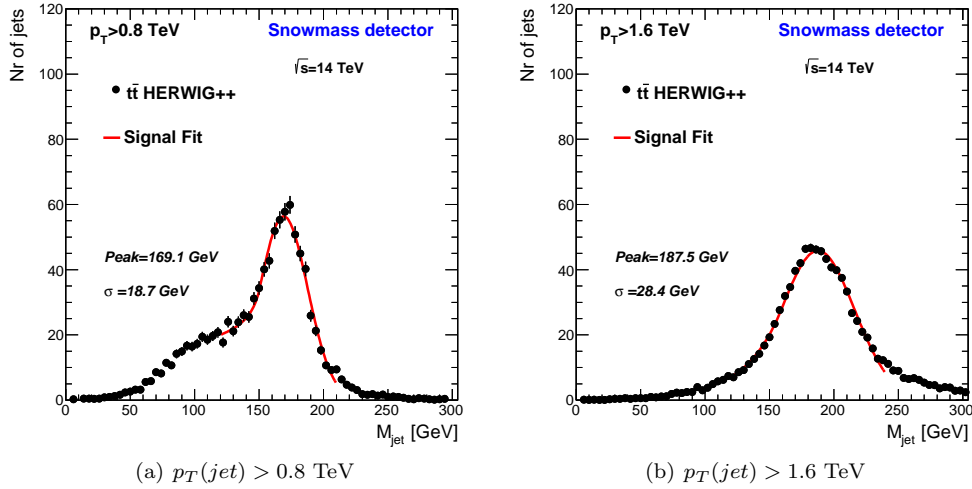 Nr of jets
120
100
80
60
40
20
0
p_T>0.8 TeV
Snowmass detector
√s=14 TeV
tt̄ HERWIG++
Signal Fit
Peak=169.1 GeV
σ =18.7 GeV
0 50 100 150 200 250 300
M_jet [GeV]
(a) p_T(jet) > 0.8 TeV
Nr of jets
120
100
80
60
40
20
0
p_T>1.6 TeV
Snowmass detector
√s=14 TeV
tt̄ HERWIG++
Signal Fit
Peak=187.5 GeV
σ =28.4 GeV
0 50 100 150 200 250 300
M_jet [GeV]
(b) p_T(jet) > 1.6 TeV